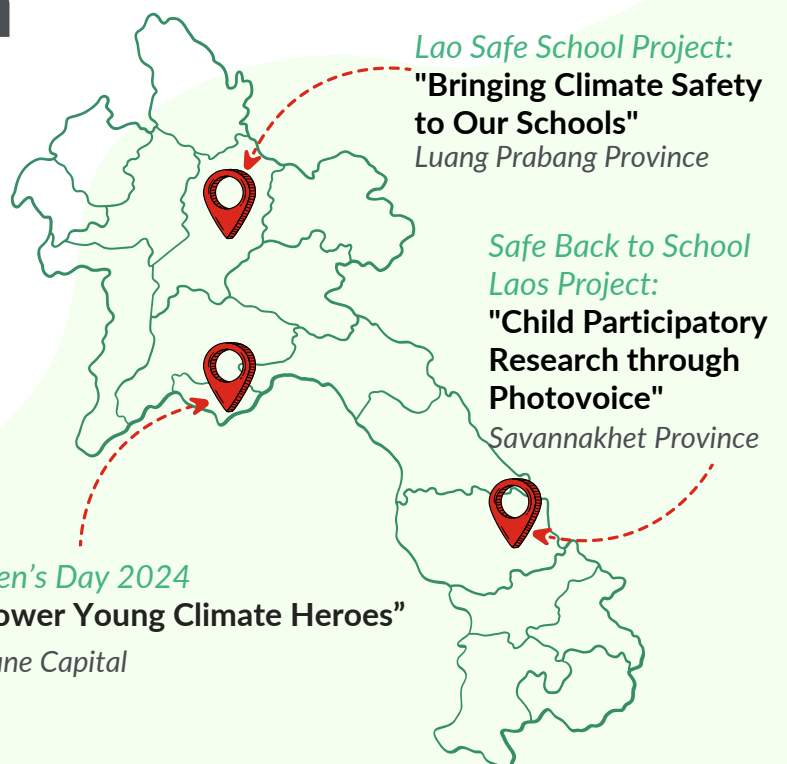 Lao Safe School Project:
"Bringing Climate Safety
to Our Schools"
Luang Prabang Province
Safe Back to School
Laos Project:
"Child Participatory
Research through
Photovoice"
Savannakhet Province
en’s Day 2024
ower Young Climate Heroes”
ane Capital